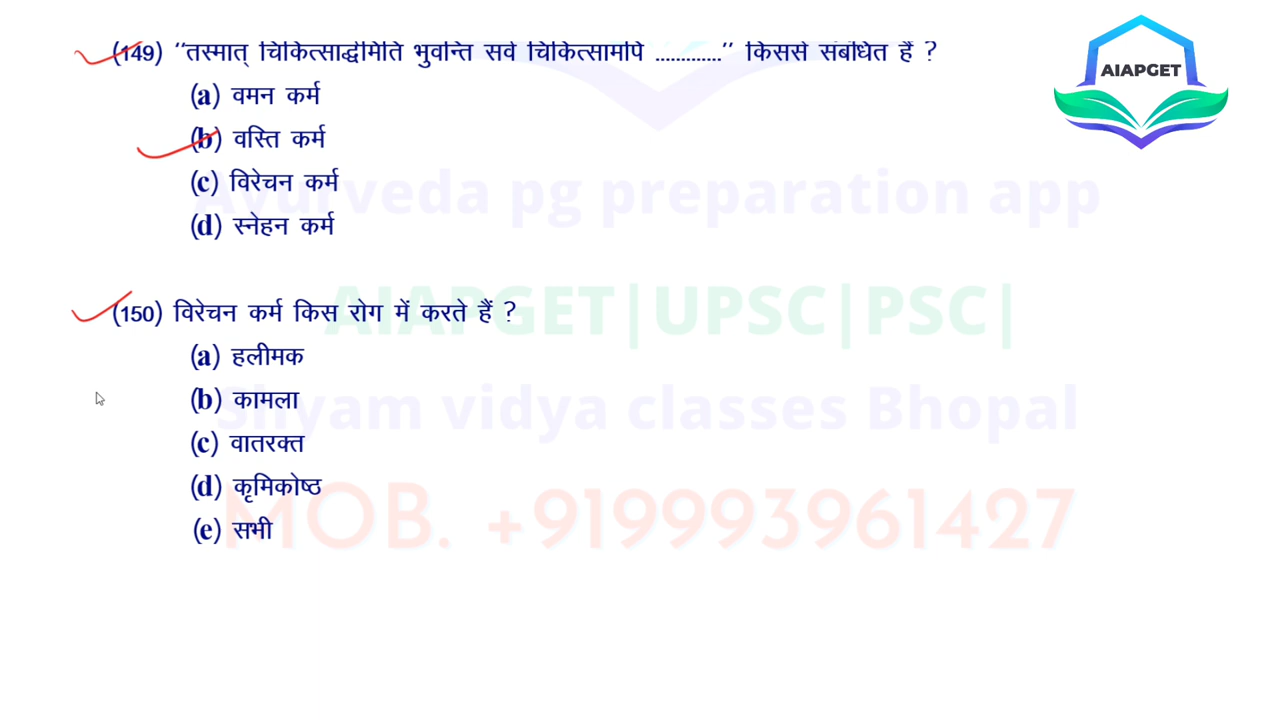 (149) "तस्मात् चिकित्सार्द्धमिति भुवन्ति सर्व चिकित्सामपि ............." किससे संबंधित है ?
AIAPGET
(a) वमन कर्म
(b) वस्ति कर्म
(c) विरेचन कर्म
Ayurveda pg preparation app
(d) स्नेहन कर्म
(150) विरेचन कर्म किस रोग में करते हैं ?
AIAPGET|UPSC|PSC|
(a) हलीमक
(b) कामला
Shyam vidya classes Bhopal
(c) वातरक्त
(d) कृमिकोष्ठ
MOB. +919993961427
(e) सभी